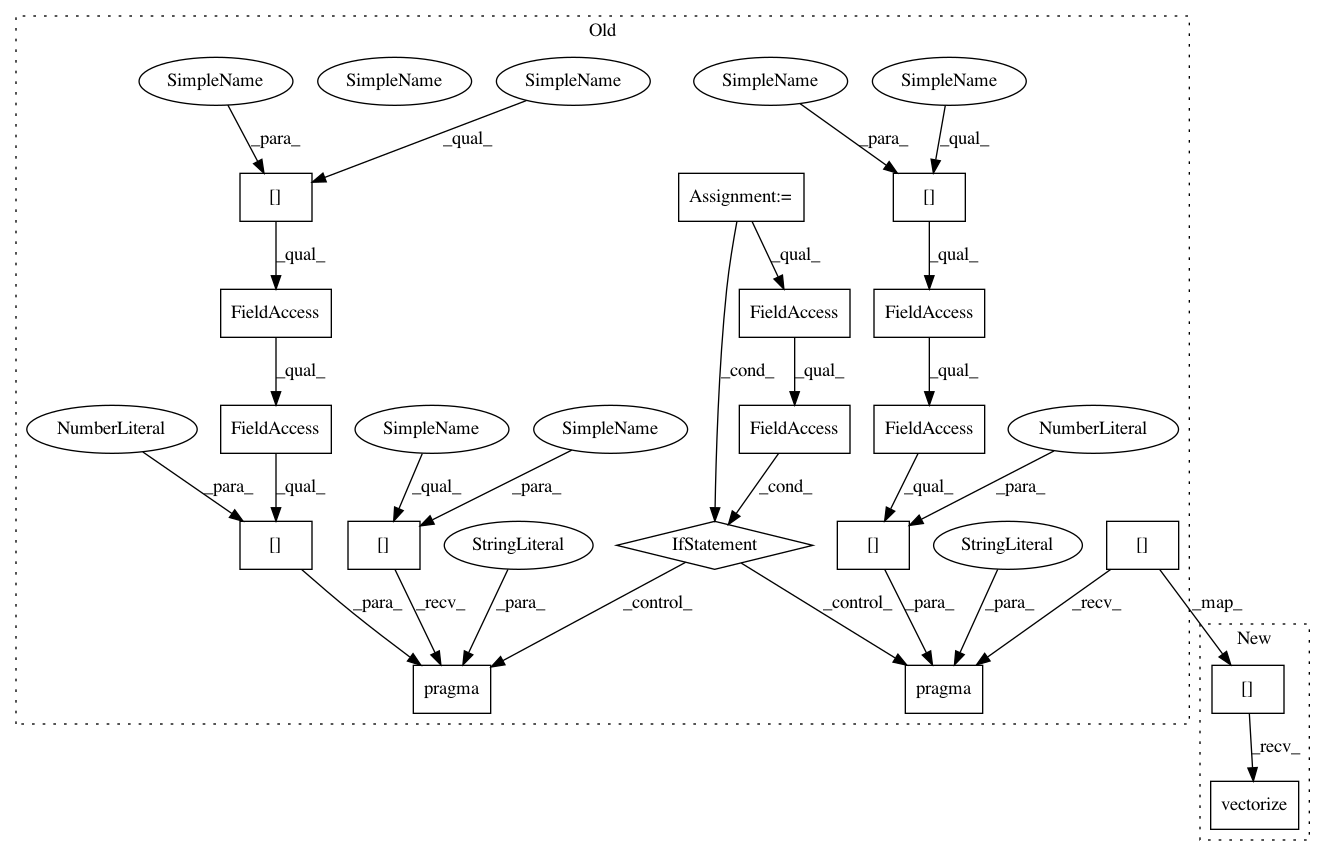 Old
SimpleName
SimpleName
SimpleName
SimpleName
SimpleName
_para_
_qual_
_para_
_qual_
[]
Assignment:=
[]
_qual_
_qual_
_qual_
FieldAccess
FieldAccess
FieldAccess
_qual_
_cond_
_qual_
_qual_
NumberLiteral
FieldAccess
SimpleName
SimpleName
FieldAccess
FieldAccess
NumberLiteral
_para_
_qual_
_qual_
_para_
_cond_
_qual_
_para_
[]
[]
StringLiteral
IfStatement
[]
StringLiteral
[]
_para_
_recv_
_para_
_control_
_control_
_para_
_para_
_recv_
_map_
New
pragma
pragma
[]
_recv_
vectorize